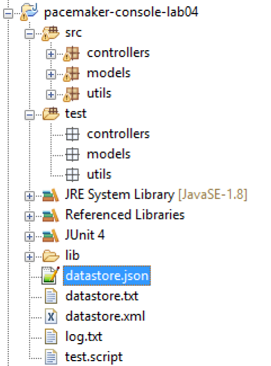 pacemaker-console-lab04
src
controllers
models
utils
test
controllers
models
utils
JRE System Library [JavaSE-1.8]
Referenced Libraries
JUnit 4
lib
datastore.json
datastore.txt
datastore.xml
log.txt
test.script